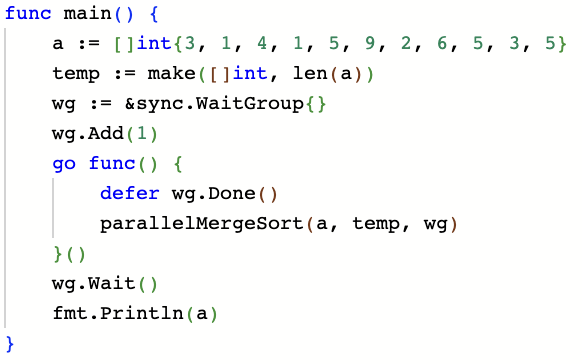 func main() {
    a := []int{3, 1, 4, 1, 5, 9, 2, 6, 5, 3, 5}
    temp := make([]int, len(a))
    wg := &sync.WaitGroup{}
    wg.Add(1)
    go func() {
        defer wg.Done()
        parallelMergeSort(a, temp, wg)
    }()
    wg.Wait()
    fmt.Println(a)
}